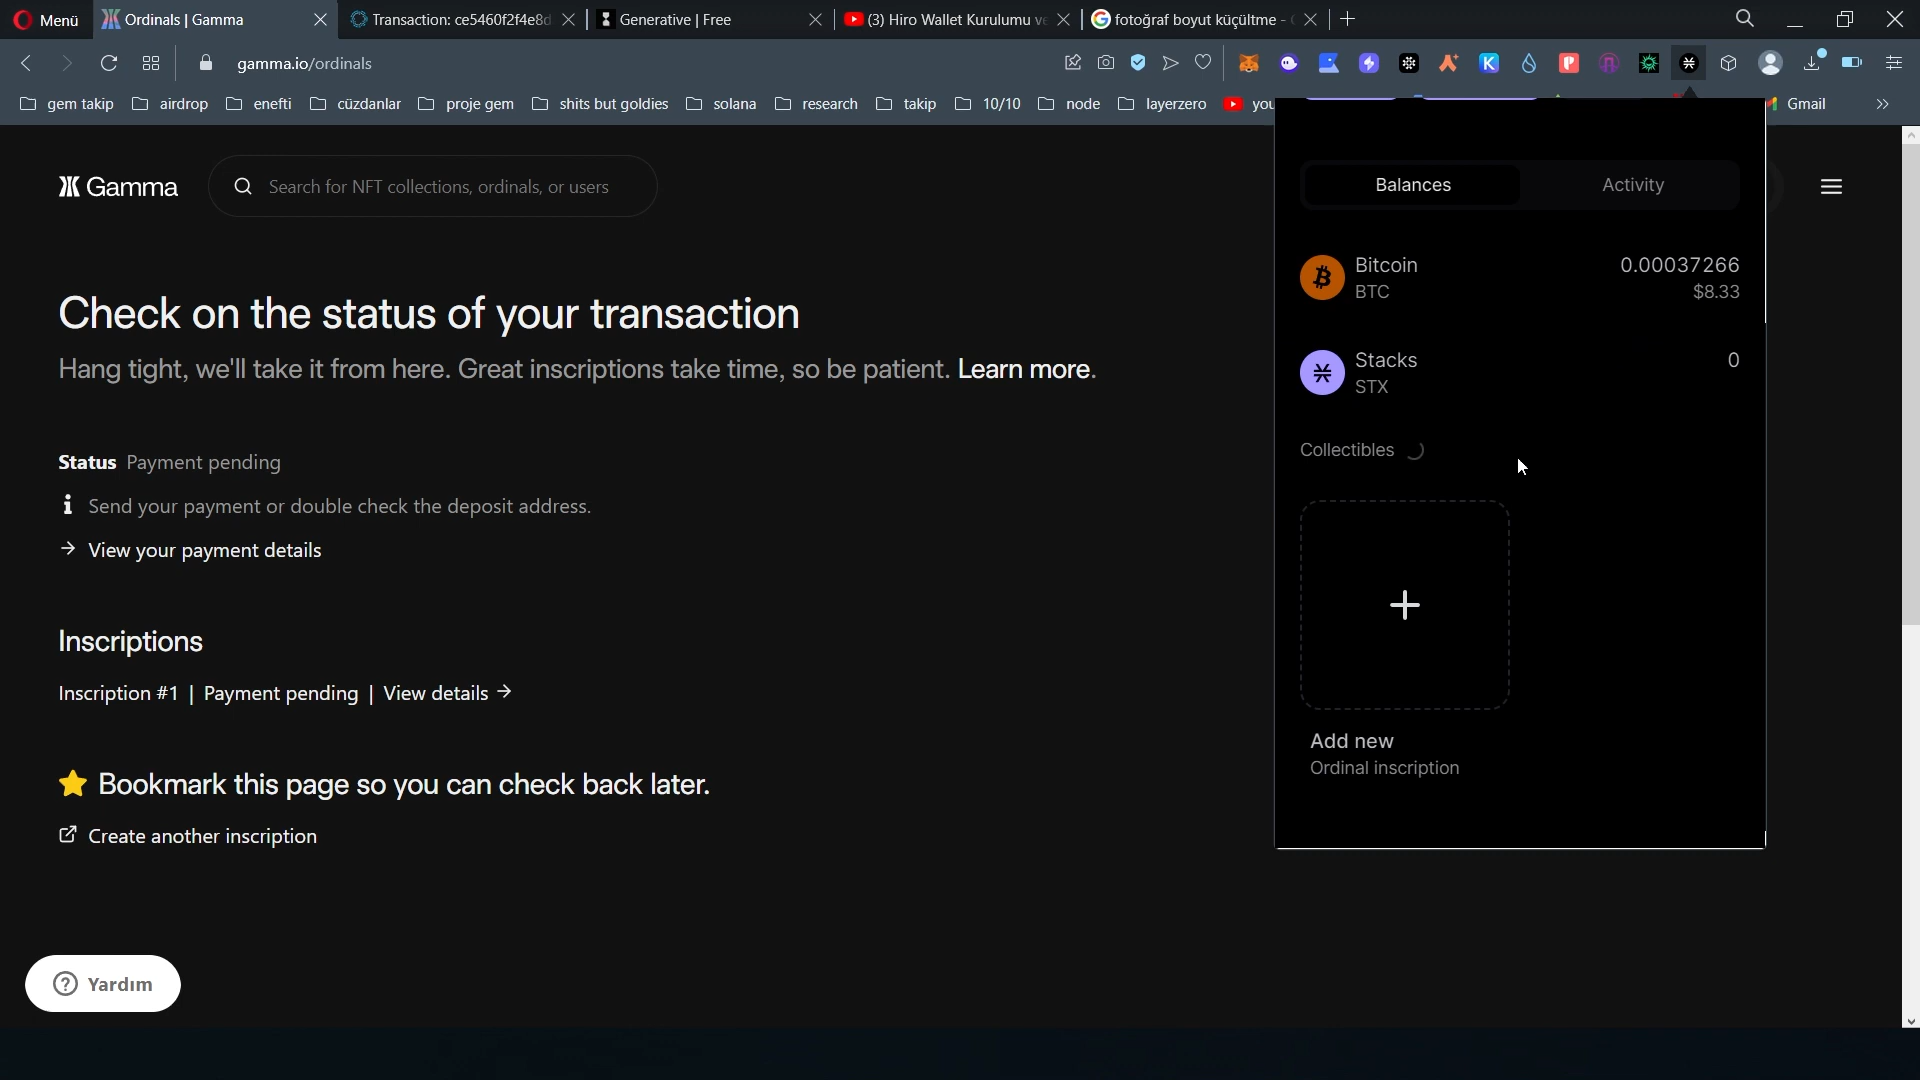 Menü
Ordinals | Gamma
Transaction: ce5460f2f4e8d
Generative | Free
(3) Hiro Wallet Kurulumu ve
fotoğraf boyut küçültme -
gamma.io/ordinals
gem takip
airdrop
enefti
cüzdanlar
proje gem
shits but goldies
solana
research
takip
10/10
node
layerzero
you
Gmail
Gamma
Search for NFT collections, ordinals, or users
Check on the status of your transaction
Hang tight, we'll take it from here. Great inscriptions take time, so be patient. Learn more.
Status Payment pending
Send your payment or double check the deposit address.
View your payment details
Inscriptions
Inscription #1 | Payment pending | View details
Bookmark this page so you can check back later.
Create another inscription
Yardım
Balances
Activity
Bitcoin 0.00037266
BTC $8.33
Stacks 0
STX
Collectibles
Add new
Ordinal inscription